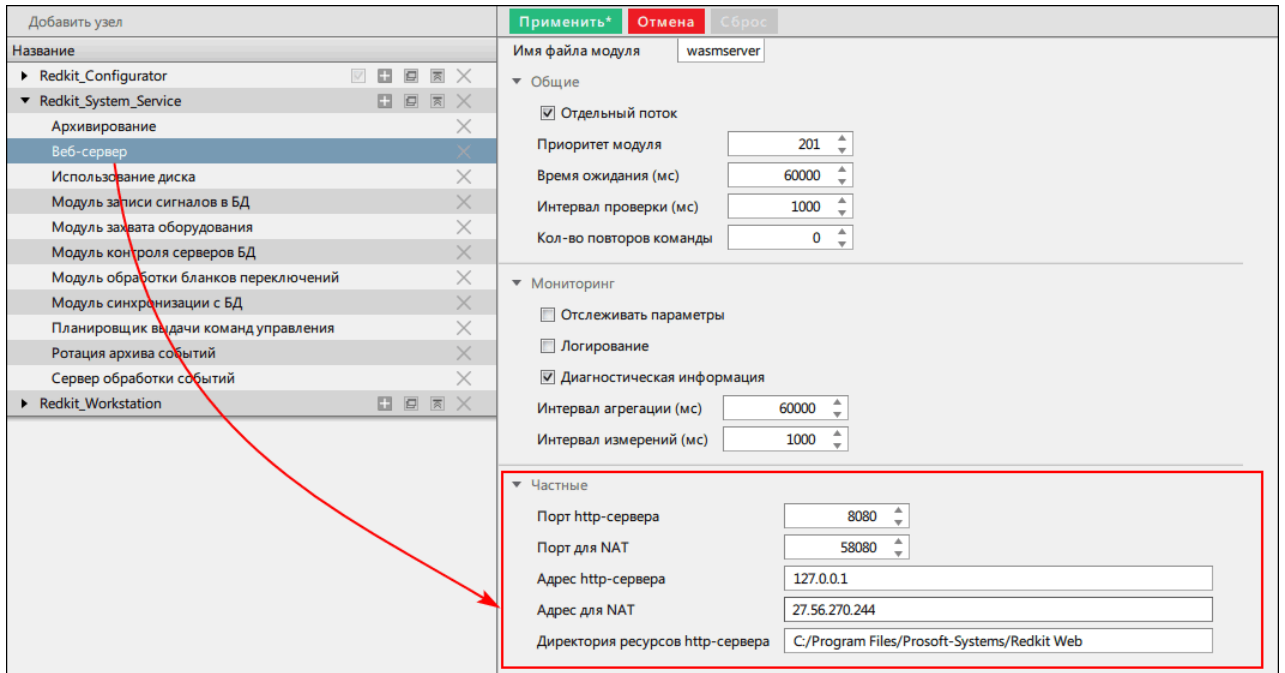 Добавить узел
Название
Redkit_Configurator
Redkit_System_Service
Архивирование
Веб-сервер
Использование диска
Модуль записи сигналов в БД
Модуль захвата оборудования
Модуль контроля серверов БД
Модуль обработки бланков переключений
Модуль синхронизации с БД
Планировщик выдачи команд управления
Ротация архива событий
Сервер обработки событий
Redkit_Workstation
Применить* Отмена Сброс
Имя файла модуля wasmserver
Общие
Отдельный поток
Приоритет модуля 201
Время ожидания (мс) 60000
Интервал проверки (мс) 1000
Кол-во повторов команды 0
Мониторинг
Отслеживать параметры
Логирование
Диагностическая информация
Интервал агрегации (мс) 60000
Интервал измерений (мс) 1000
Частные
Порт http-сервера 8080
Порт для NAT 58080
Адрес http-сервера 127.0.0.1
Адрес для NAT 27.56.270.244
Директория ресурсов http-сервера C:/Program Files/Prosoft-Systems/Redkit Web